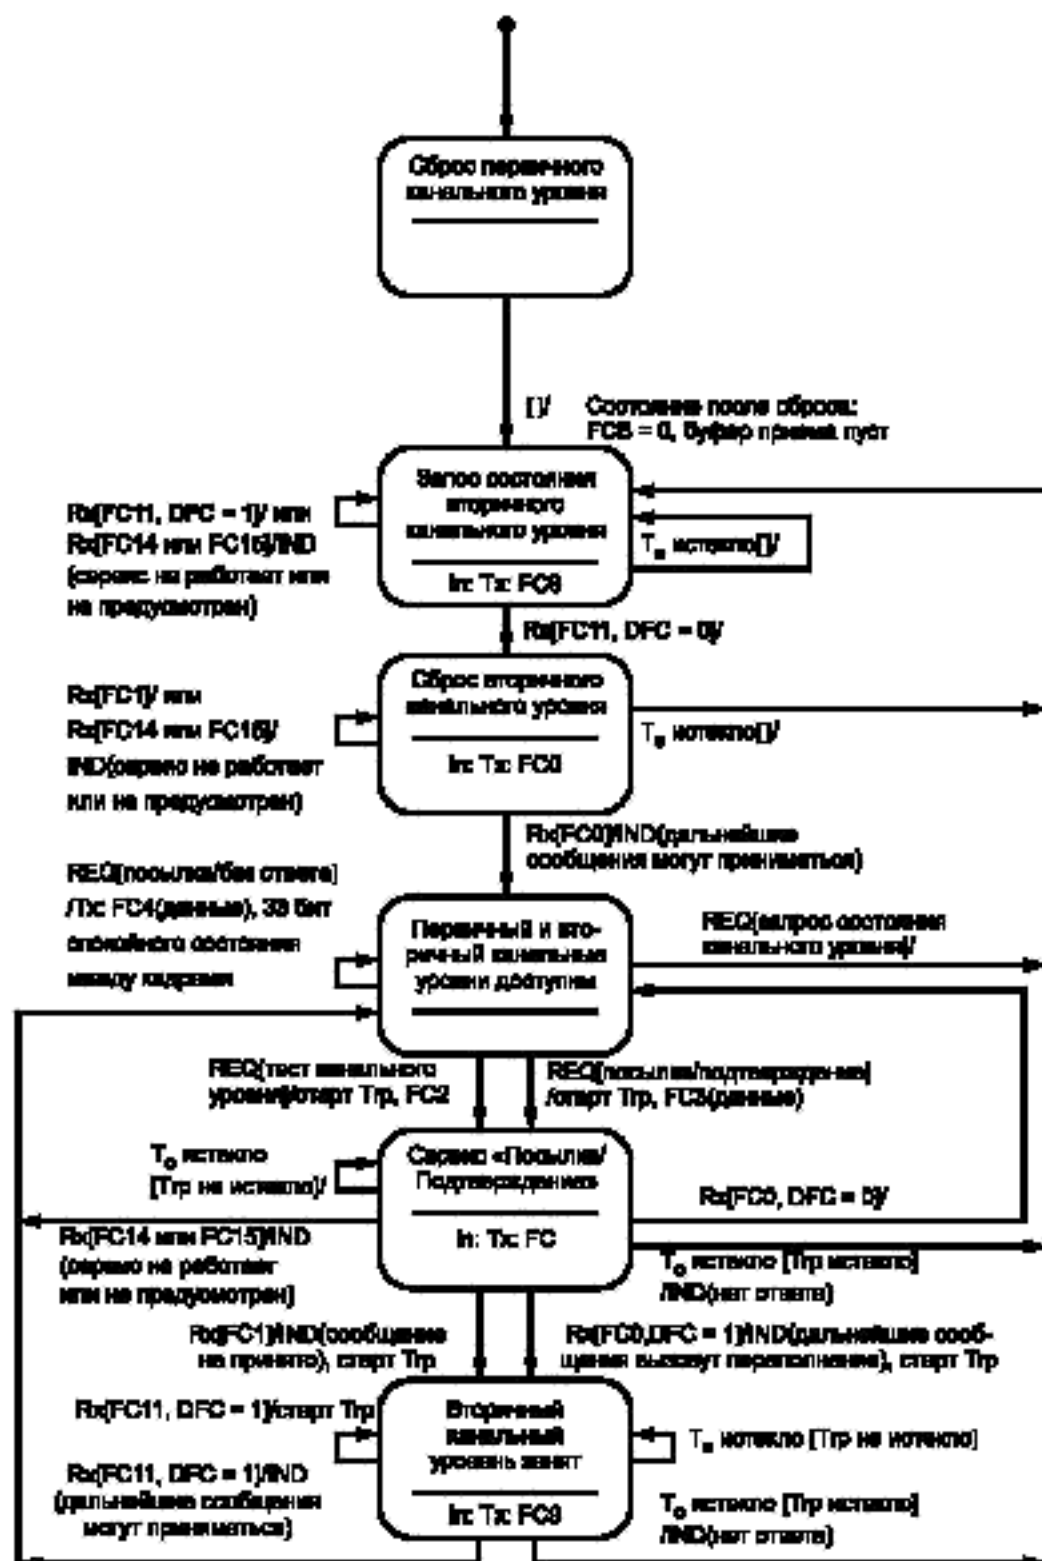 Сброс первичного
канального уровня
[ ]/
Состояние после сброса:
FCB = 0, буфер приема пуст
Запос состояния
вторичного
канального уровня
In: Tx: FC9
Rx[FC11, DFC = 1]/ или
Rx[FC14 или FC15]/IND
(сервис не работает или
не предусмотрен)
истекло[]/
Rx[FC11, DFC = 0]/
Сброс вторичного
канального уровня
In: Tx: FC0
Rx[FC1]/ или
Rx[FC14 или FC15]/
IND(сервис не работает
или не предусмотрен)
истекло[]/
Rx[FC0]/IND(дальнейшие
сообщения могут приниматься)
REQ[посылка/без ответа]
/Tx: FC4(данные), 33 бит
спокойного состояния
между кадрами
Первичный и вто-
ричный канальные
уровни доступны
REQ(запрос состояния
канального уровня)/
REQ[тест канального
уровня]/старт Trp, FC2
REQ[посылка/подтверждение]
/старт Trp, FC3(данные)
To истекло
[Trp не истекло]/
Сервис «Посылка/
Подтверждение»
In: Tx: FC
Rx[FC0, DFC = 0]/
Rx[FC14 или FC15]/IND
(сервис не работает
или не предусмотрен]
To истекло [Trp истекло]
/IND(нет ответа)
Rx[FC1]/IND(сообщение
не принято), старт Trp
Rx[FC0,DFC = 1]/IND(дальнейшие сооб-
щения вызовут переполнение), старт Trp
Rx[FC11, DFC = 1]/старт Trp
Вторичный
канальный
уровень занят
In: Tx: FC9
истекло [Trp не истекло]
Rx[FC11, DFC = 1]/IND
(дальнейшие сообщения
могут приниматься)
To истекло [Trp истекло]
/IND(нет ответа)